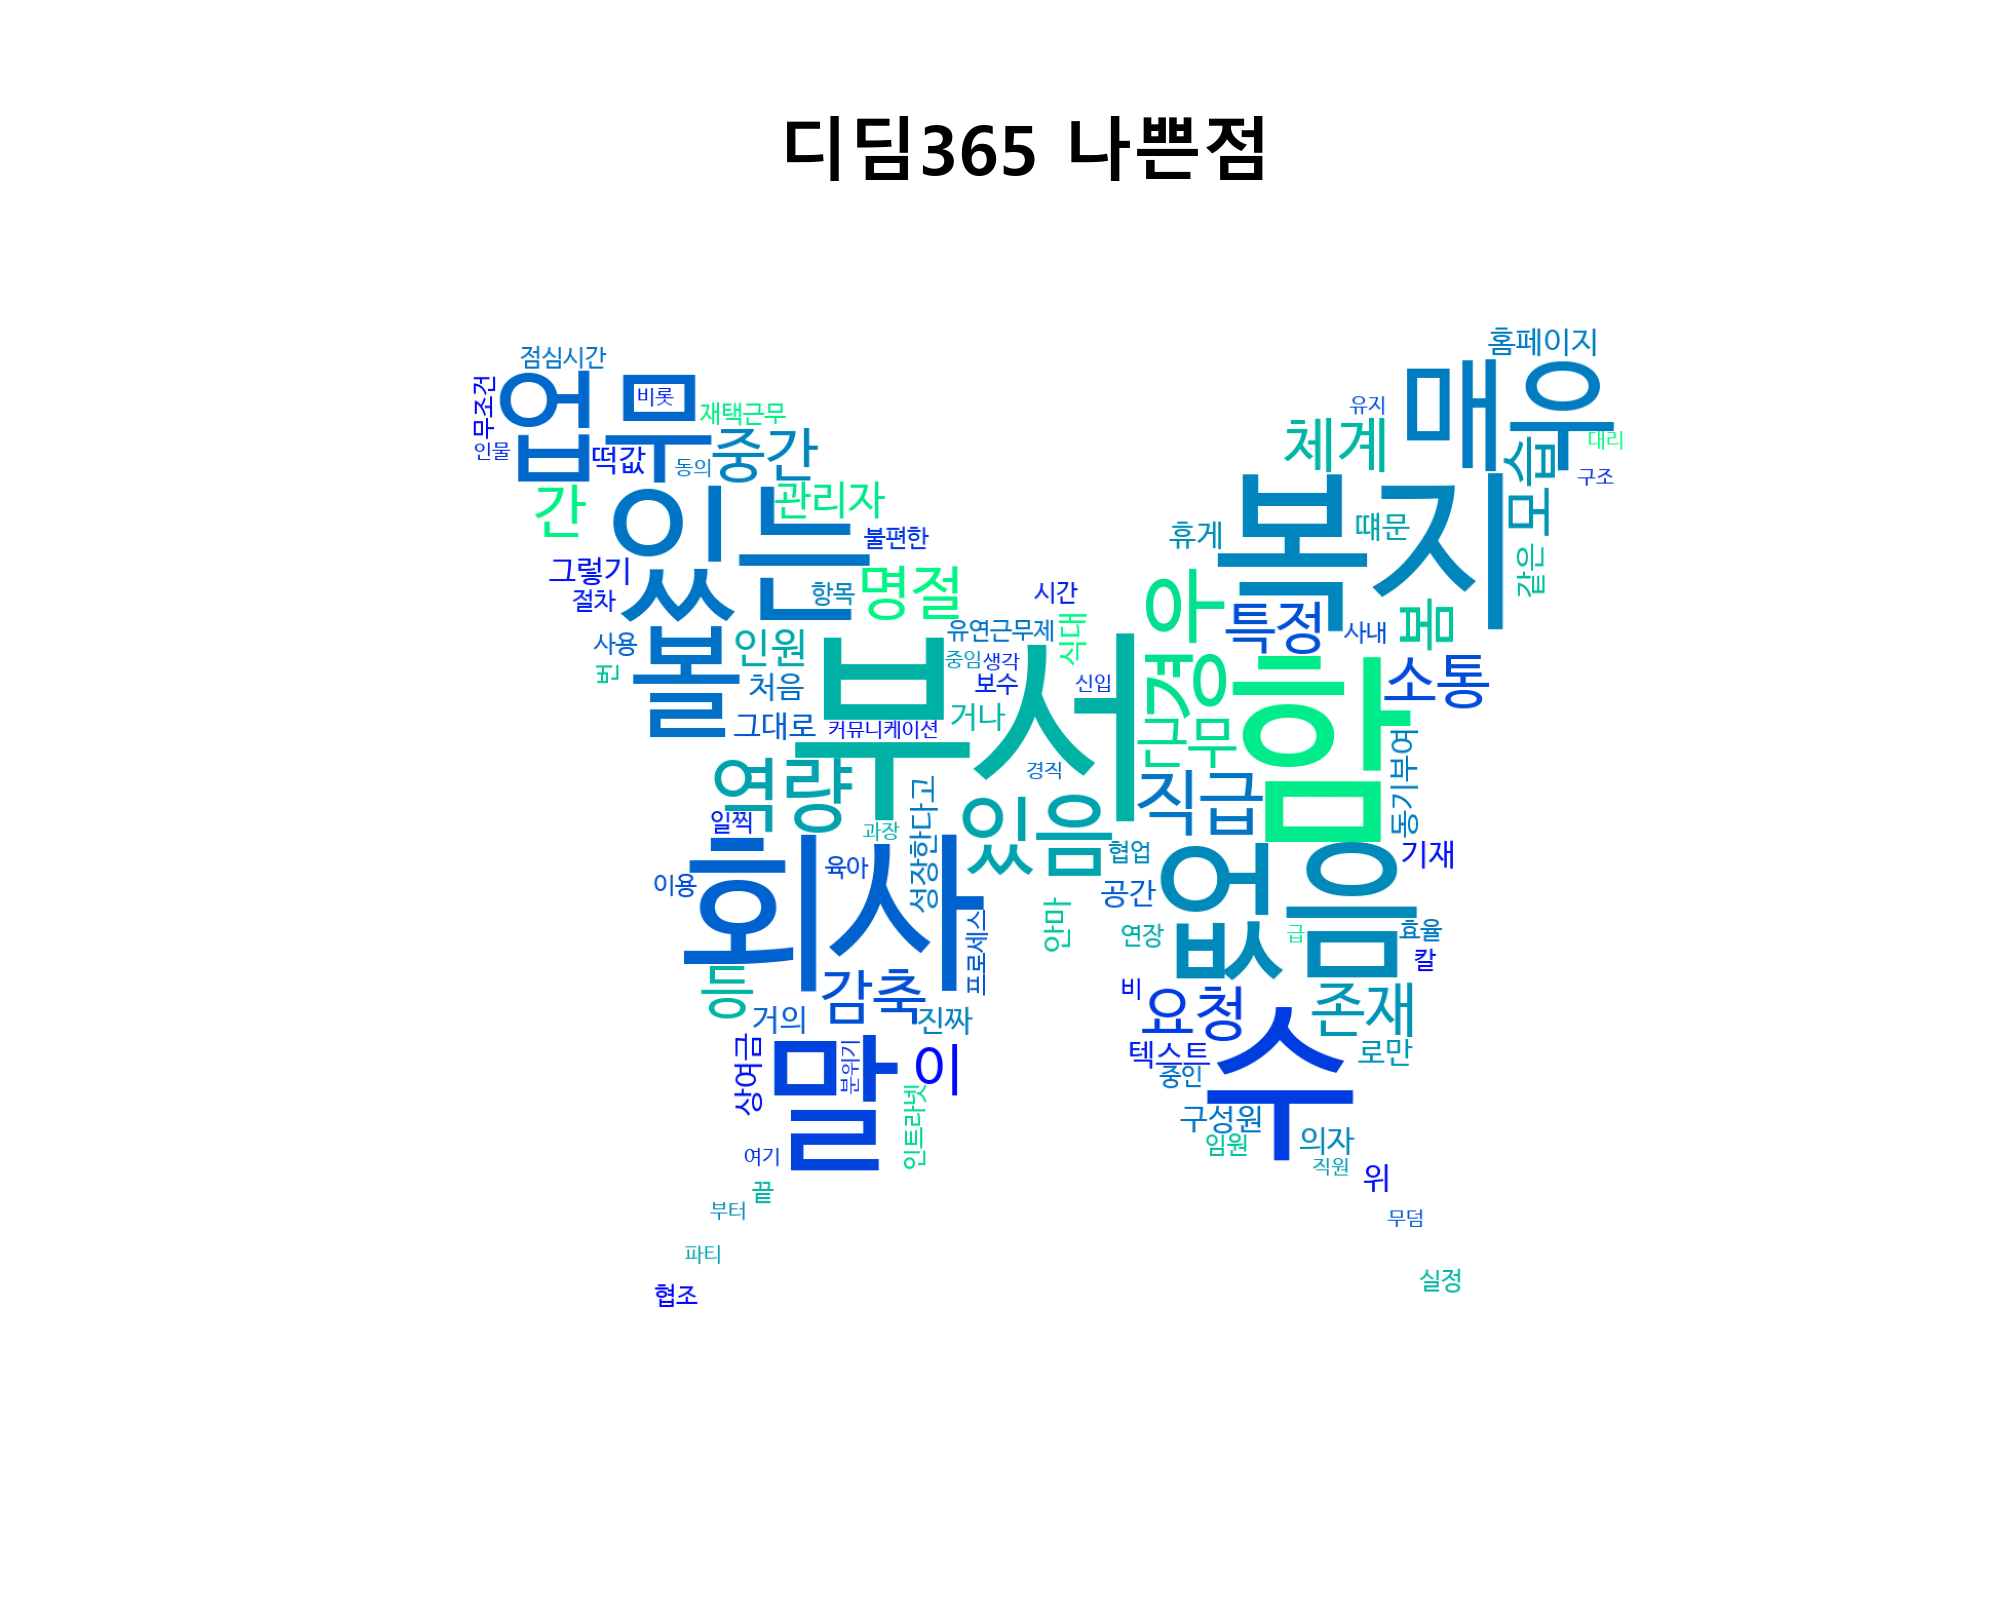 디딤365 나쁜점
홈페이지
점심시간
업무
비롯
무조건
인물
재택근무
떡값
동의
중간
매우
유지
대리
구조
체계
모습
간
있는
관리자
불편한
복지
휴게
떄문
같은
그렇기
절차
항목
명절
시간
아
특정
사내
봄
사용
번
볼
인원
처음
그대로
유연근무제
중임
생각
식대
보수
신입
부서
커뮤니케이션
거나
경직
경
근무
함
소통
동기부여
역량
일찍
과장
성장한다고
있음
직급
협업
기재
회사
육아
이용
프로세스
안마
공간
연장
없음
급
효율
칼
등
감축
거의
진짜
비
요청
존재
상여금
말
분위기
이
인트라넷
텍스트
중인
수
로만
구성원
임원
의자
직원
여기
위
끝
부터
무덤
파티
협조
실정